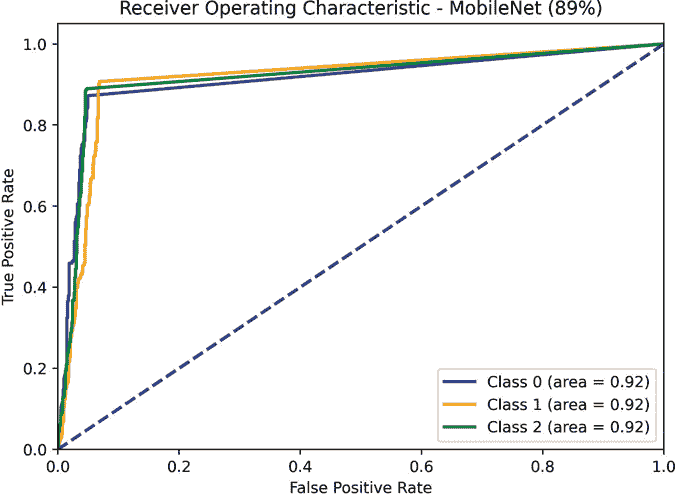 Receiver Operating Characteristic - MobileNet (89%)
1.0
0.8
0.6
0.4
0.2
0.0
True Positive Rate
Class 0 (area = 0.92)
Class 1 (area = 0.92)
Class 2 (area = 0.92)
0.0 0.2 0.4 0.6 0.8 1.0
False Positive Rate